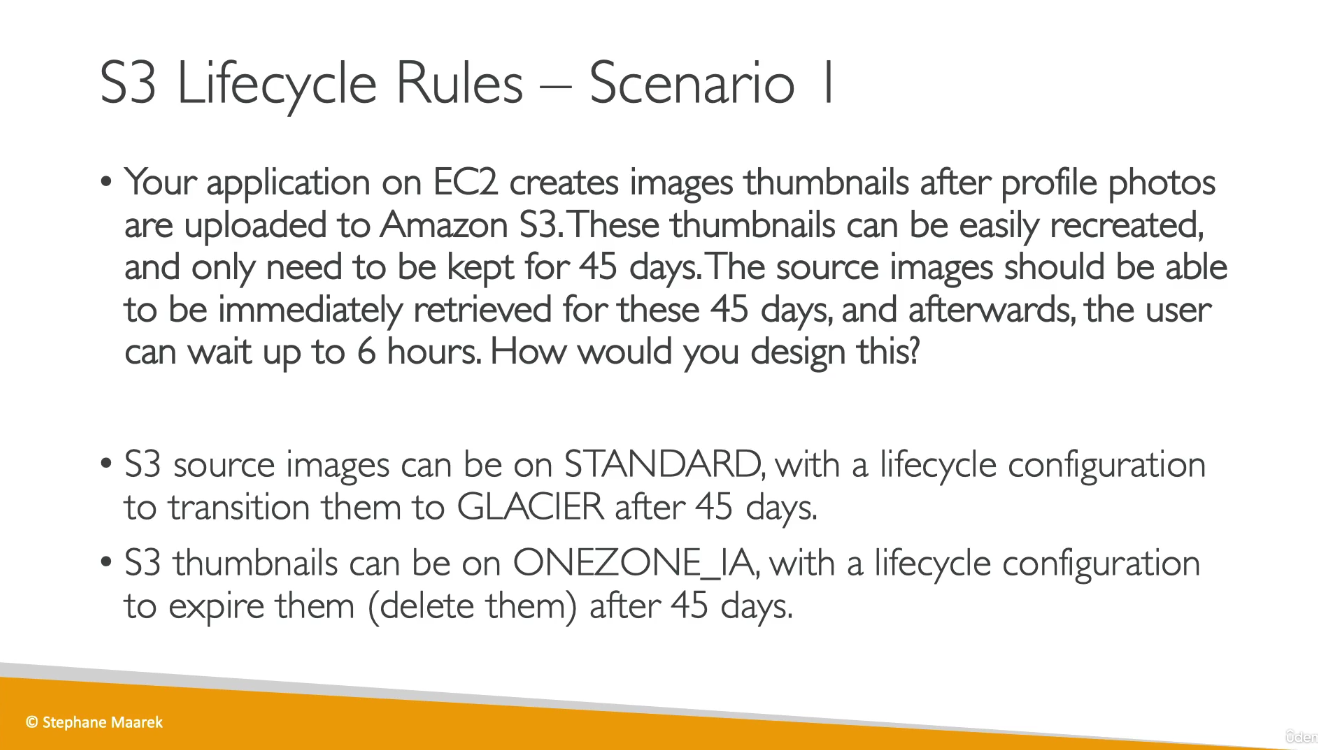 S3 Lifecycle Rules – Scenario 1
• Your application on EC2 creates images thumbnails after profile photos
are uploaded to Amazon S3. These thumbnails can be easily recreated,
and only need to be kept for 45 days. The source images should be able
to be immediately retrieved for these 45 days, and afterwards, the user
can wait up to 6 hours. How would you design this?
• S3 source images can be on STANDARD, with a lifecycle configuration
to transition them to GLACIER after 45 days.
• S3 thumbnails can be on ONEZONE_IA, with a lifecycle configuration
to expire them (delete them) after 45 days.
© Stephane Maarek